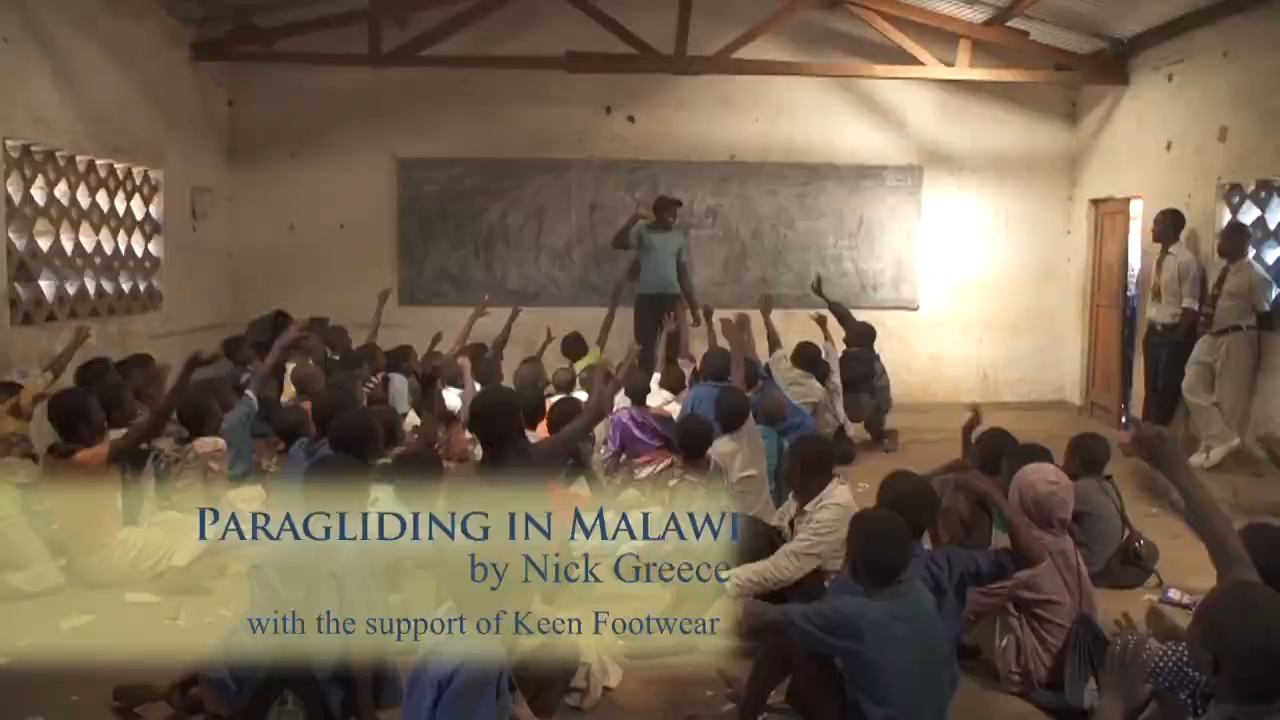 PARAGLIDING IN MALAWI
by Nick Greece
with the support of Keen Footwear